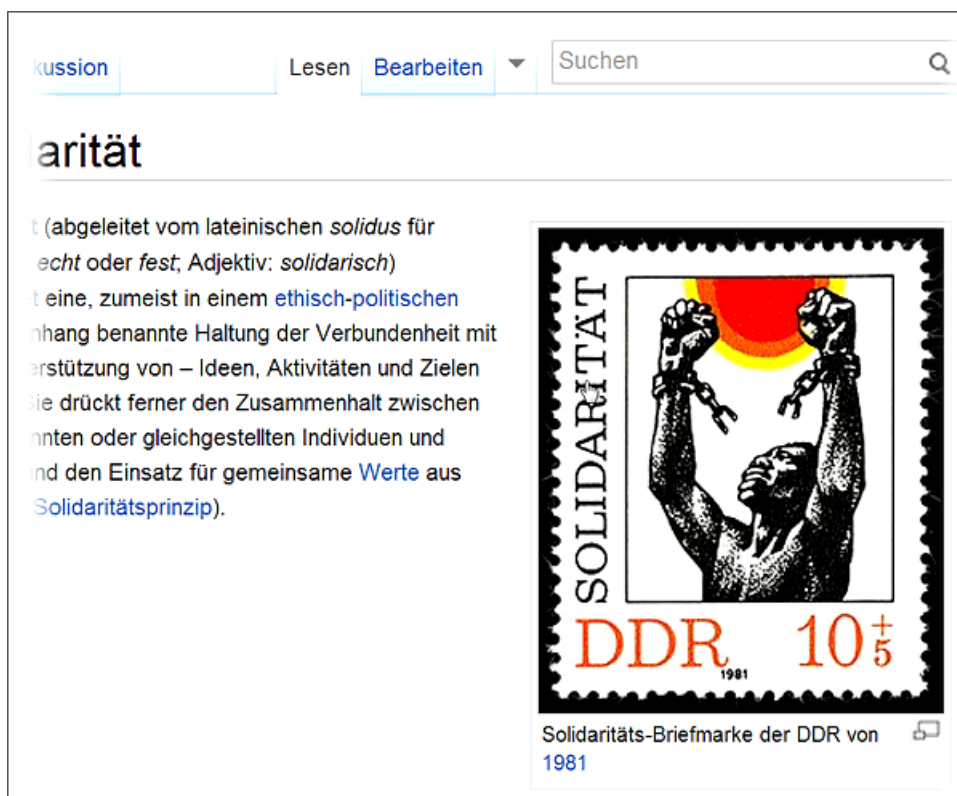 kussion Lesen Bearbeiten Suchen
arität
(abgeleitet vom lateinischen solidus für
echt oder fest; Adjektiv: solidarisch)
eine, zumeist in einem ethisch-politischen
nhang benannte Haltung der Verbundenheit mit
erstützung von – Ideen, Aktivitäten und Zielen
Sie drückt ferner den Zusammenhalt zwischen
nnten oder gleichgestellten Individuen und
nd den Einsatz für gemeinsame Werte aus
Solidaritätsprinzip).
SOLIDARITÄT
DDR 10+5
1981
Solidaritäts-Briefmarke der DDR von
1981